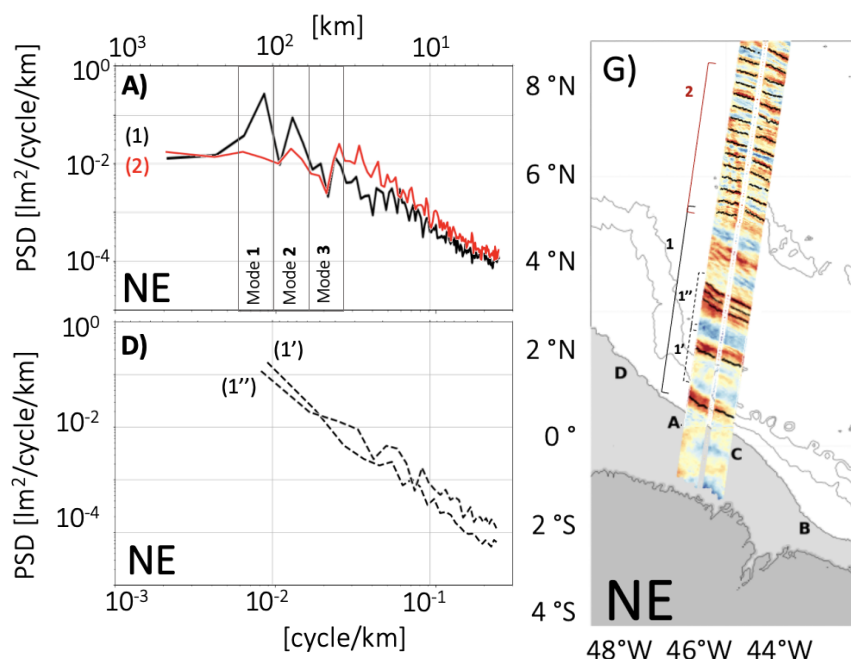 [km]
10³ 10² 10¹
A)
10⁰
10⁻²
10⁻⁴
PSD [lm²/cycle/km]
(1)
(2)
Mode 1
Mode 2
Mode 3
NE
D)
10⁰
10⁻²
10⁻⁴
PSD [lm²/cycle/km]
(1')
(1'')
NE
10⁻³ 10⁻² 10⁻¹
[cycle/km]
G)
8 °N
6 °N
4 °N
2 °N
0 °
2 °S
4 °S
2
1
1''
1'
D
A
C
B
NE
48°W 46°W 44°W